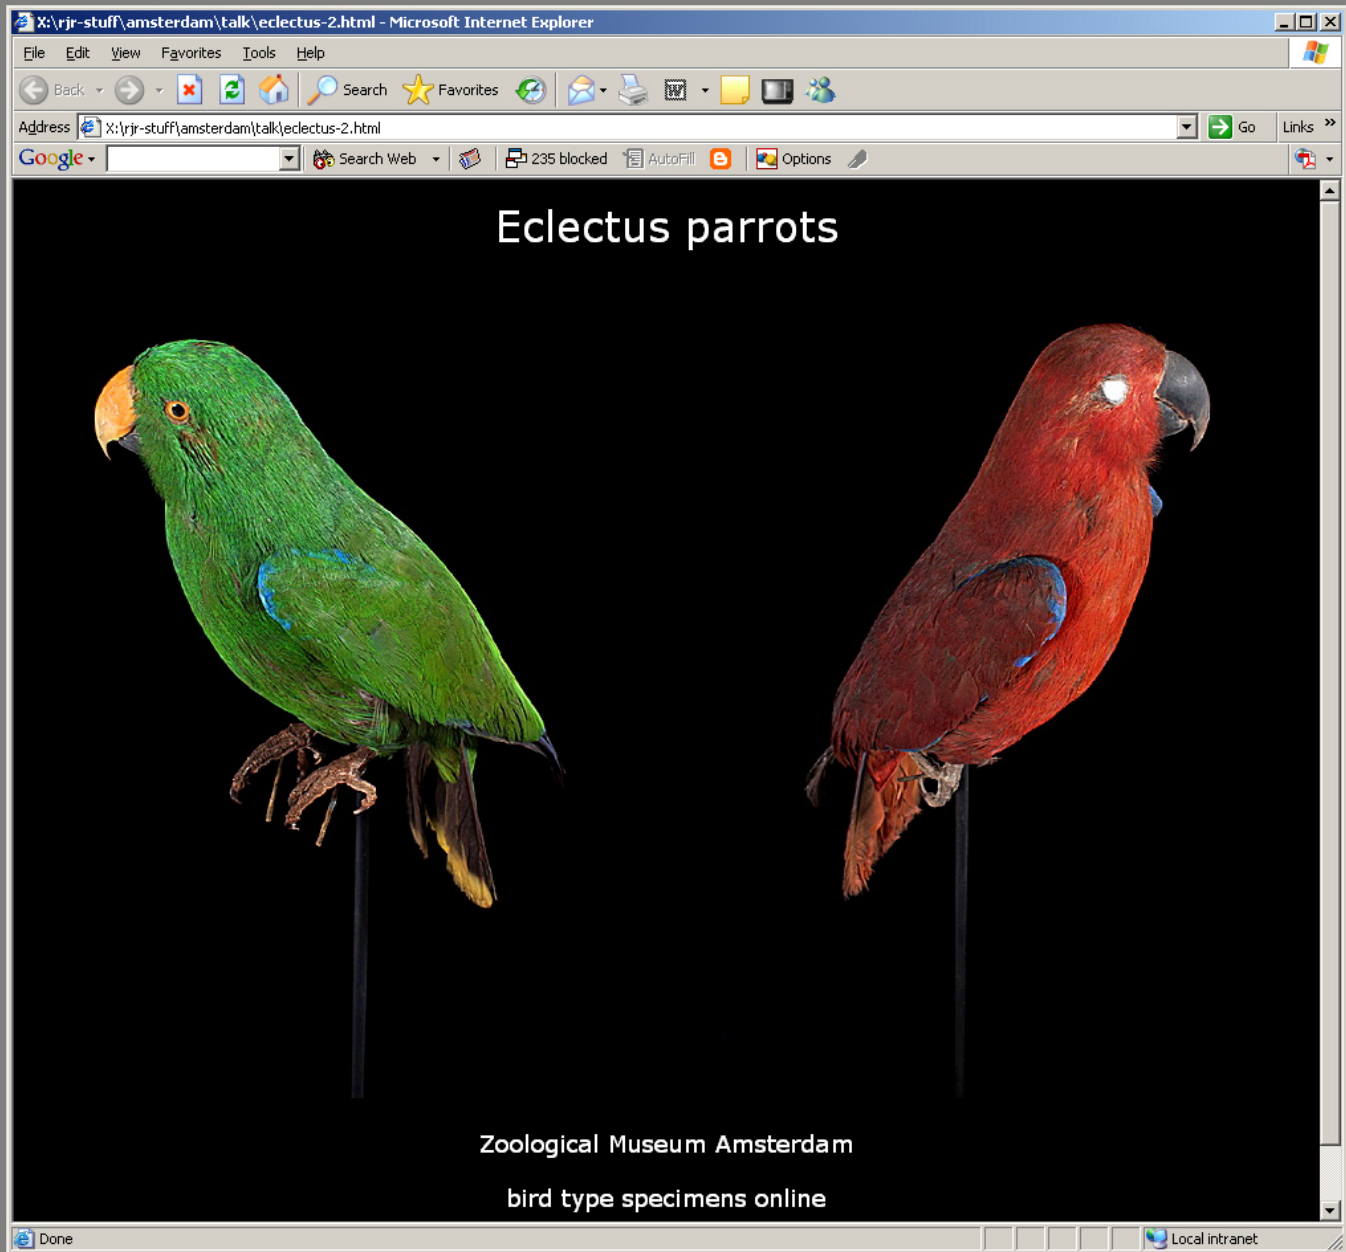 X:\rjr-stuff\amsterdam\talk\eclectus-2.html - Microsoft Internet Explorer
File Edit View Favorites Tools Help
Back Search Favorites
Address X:\rjr-stuff\amsterdam\talk\eclectus-2.html Go Links »
Google Search Web 235 blocked AutoFill Options
Eclectus parrots
Zoological Museum Amsterdam
bird type specimens online
Done Local intranet